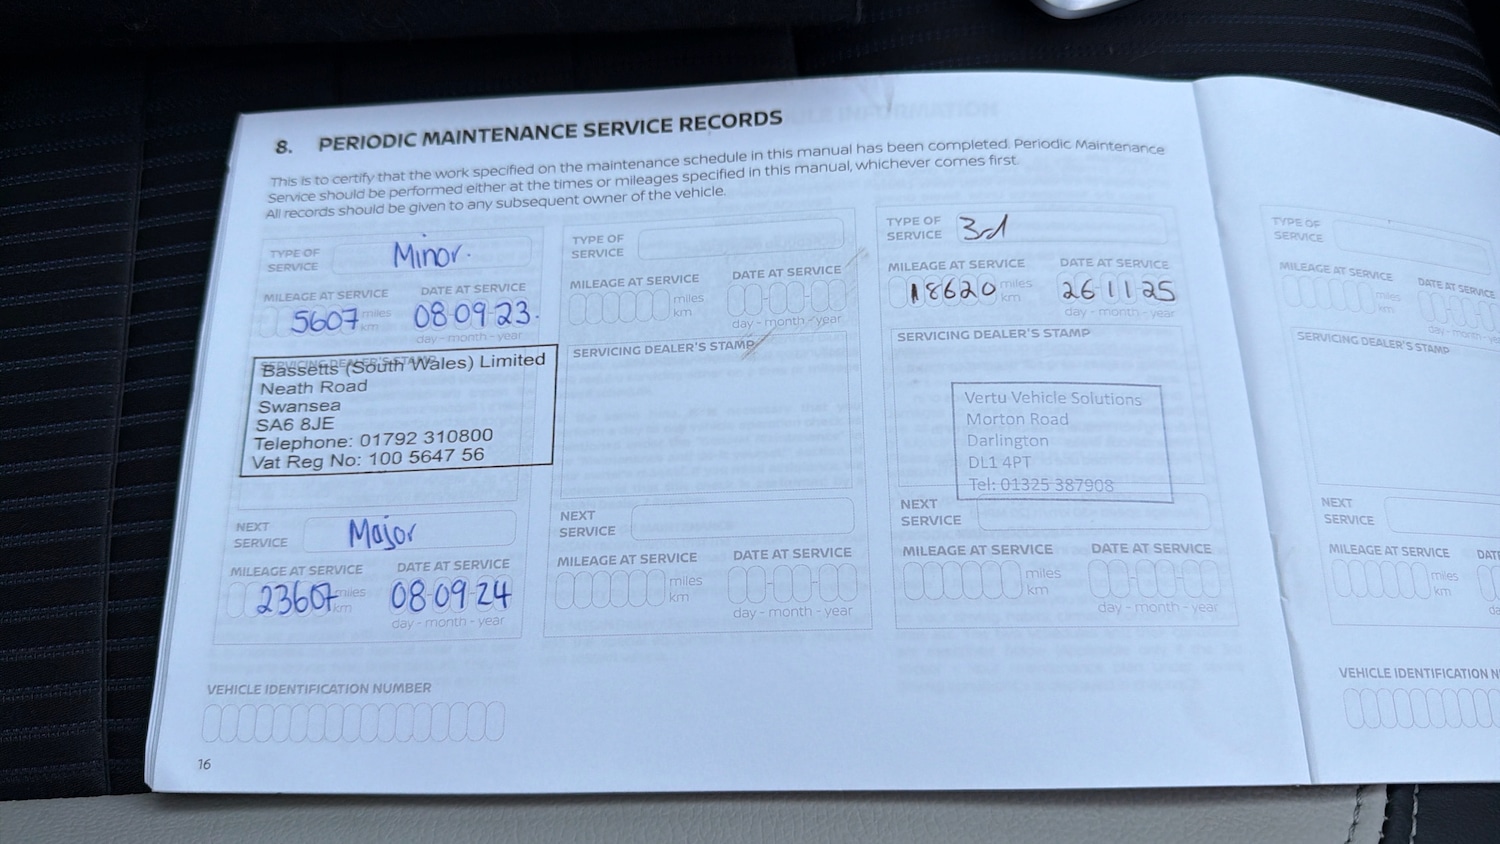 8. PERIODIC MAINTENANCE SERVICE RECORDS
This is to certify that the work specified on the maintenance schedule in this manual has been completed. Periodic Maintenance
Service should be performed either at the times or mileages specified in this manual, whichever comes first.
All records should be given to any subsequent owner of the vehicle.
TYPE OF
SERVICE
Minor.
MILEAGE AT SERVICE DATE AT SERVICE
5607 miles
km
08-09-23.
day - month - year
SERVICING DEALER'S STAMP
Bassetts (South Wales) Limited
Neath Road
Swansea
SA6 8JE
Telephone: 01792 310800
Vat Reg No: 100 5647 56
NEXT
SERVICE
Major
MILEAGE AT SERVICE DATE AT SERVICE
23607 miles
km
08-09-24
day - month - year
TYPE OF
SERVICE
MILEAGE AT SERVICE DATE AT SERVICE
miles
km
day - month - year
SERVICING DEALER'S STAMP
NEXT
SERVICE
MILEAGE AT SERVICE DATE AT SERVICE
miles
km
day - month - year
TYPE OF
SERVICE
3rd
MILEAGE AT SERVICE DATE AT SERVICE
18620 miles
km
26-11-25
day - month - year
SERVICING DEALER'S STAMP
Vertu Vehicle Solutions
Morton Road
Darlington
DL1 4PT
Tel: 01325 387908
NEXT
SERVICE
MILEAGE AT SERVICE DATE AT SERVICE
miles
km
day - month - year
VEHICLE IDENTIFICATION NUMBER
16
TYPE OF
SERVICE
MILEAGE AT SERVICE DATE AT SERVICE
miles
km
day - month
SERVICING DEALER'S STAMP
NEXT
SERVICE
MILEAGE AT SERVICE DAT
miles
km
da
VEHICLE IDENTIFICATION N